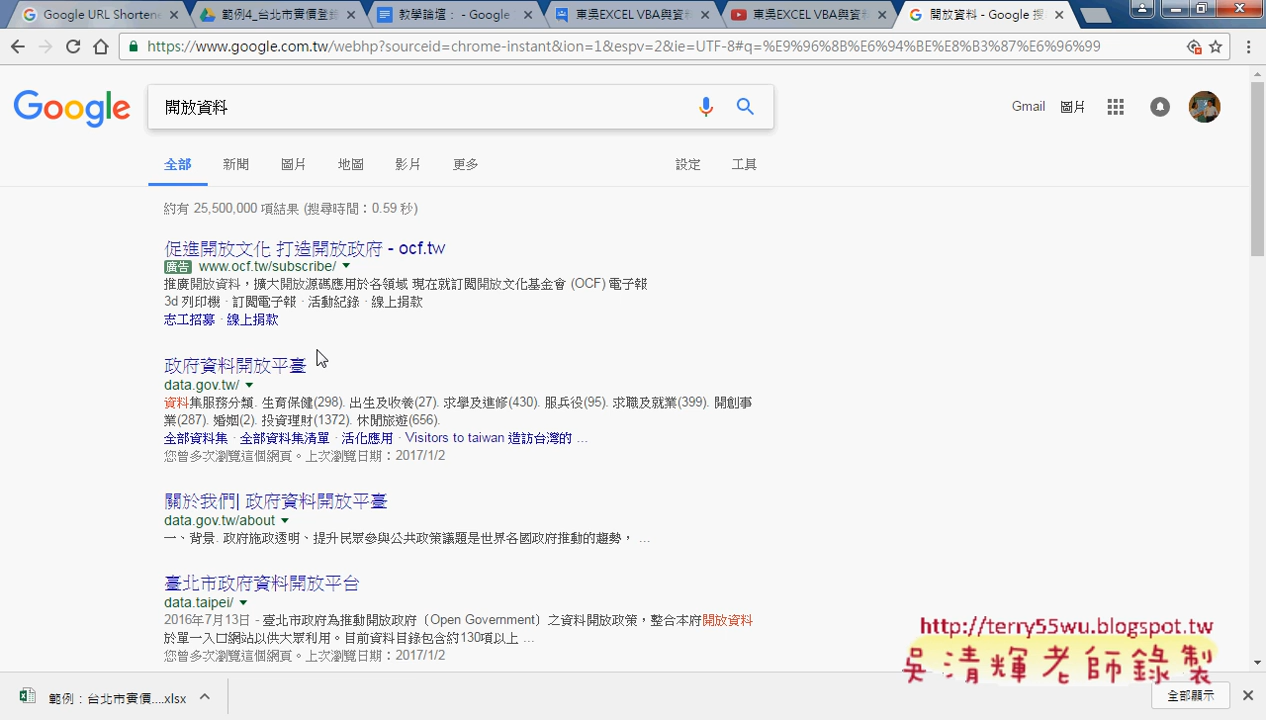 Google URL Shortene
範例4_台北市實價登錄
教學論壇： - Google
東吳EXCEL VBA與資料
東吳EXCEL VBA與資料
開放資料 - Google 搜
https://www.google.com.tw/webhp?sourceid=chrome-instant&ion=1&espv=2&ie=UTF-8#q=%E9%96%8B%E6%94%BE%E8%B3%87%E6%96%99
Google
開放資料
Gmail 圖片
全部 新聞 圖片 地圖 影片 更多 設定 工具
約有 25,500,000 項結果 (搜尋時間：0.59 秒)
促進開放文化 打造開放政府 - ocf.tw
廣告 www.ocf.tw/subscribe/
推廣開放資料，擴大開放源碼應用於各領域 現在就訂閱開放文化基金會 (OCF) 電子報
3d 列印機 · 訂閱電子報 · 活動紀錄 · 線上捐款
志工招募 · 線上捐款
政府資料開放平臺
data.gov.tw/
資料集服務分類. 生育保健(298). 出生及收養(27). 求學及進修(430). 服兵役(95). 求職及就業(399). 開創事
業(287). 婚姻(2). 投資理財(1372). 休閒旅遊(656).
全部資料集 · 全部資料集清單 · 活化應用 · Visitors to taiwan 造訪台灣的 ...
您曾多次瀏覽這個網頁。上次瀏覽日期：2017/1/2
關於我們| 政府資料開放平臺
data.gov.tw/about
一、背景. 政府施政透明、提升民眾參與公共政策議題是世界各國政府推動的趨勢， ...
臺北市政府資料開放平台
data.taipei/
2016年7月13日 - 臺北市政府為推動開放政府〔Open Government〕之資料開放政策，整合本府開放資料
於單一入口網站以供大眾利用。目前資料目錄包含約130項以上 ...
您曾多次瀏覽這個網頁。上次瀏覽日期：2017/1/2
http://terry55wu.blogspot.tw
吳清輝老師錄製
範例：台北市實價....xlsx
全部顯示